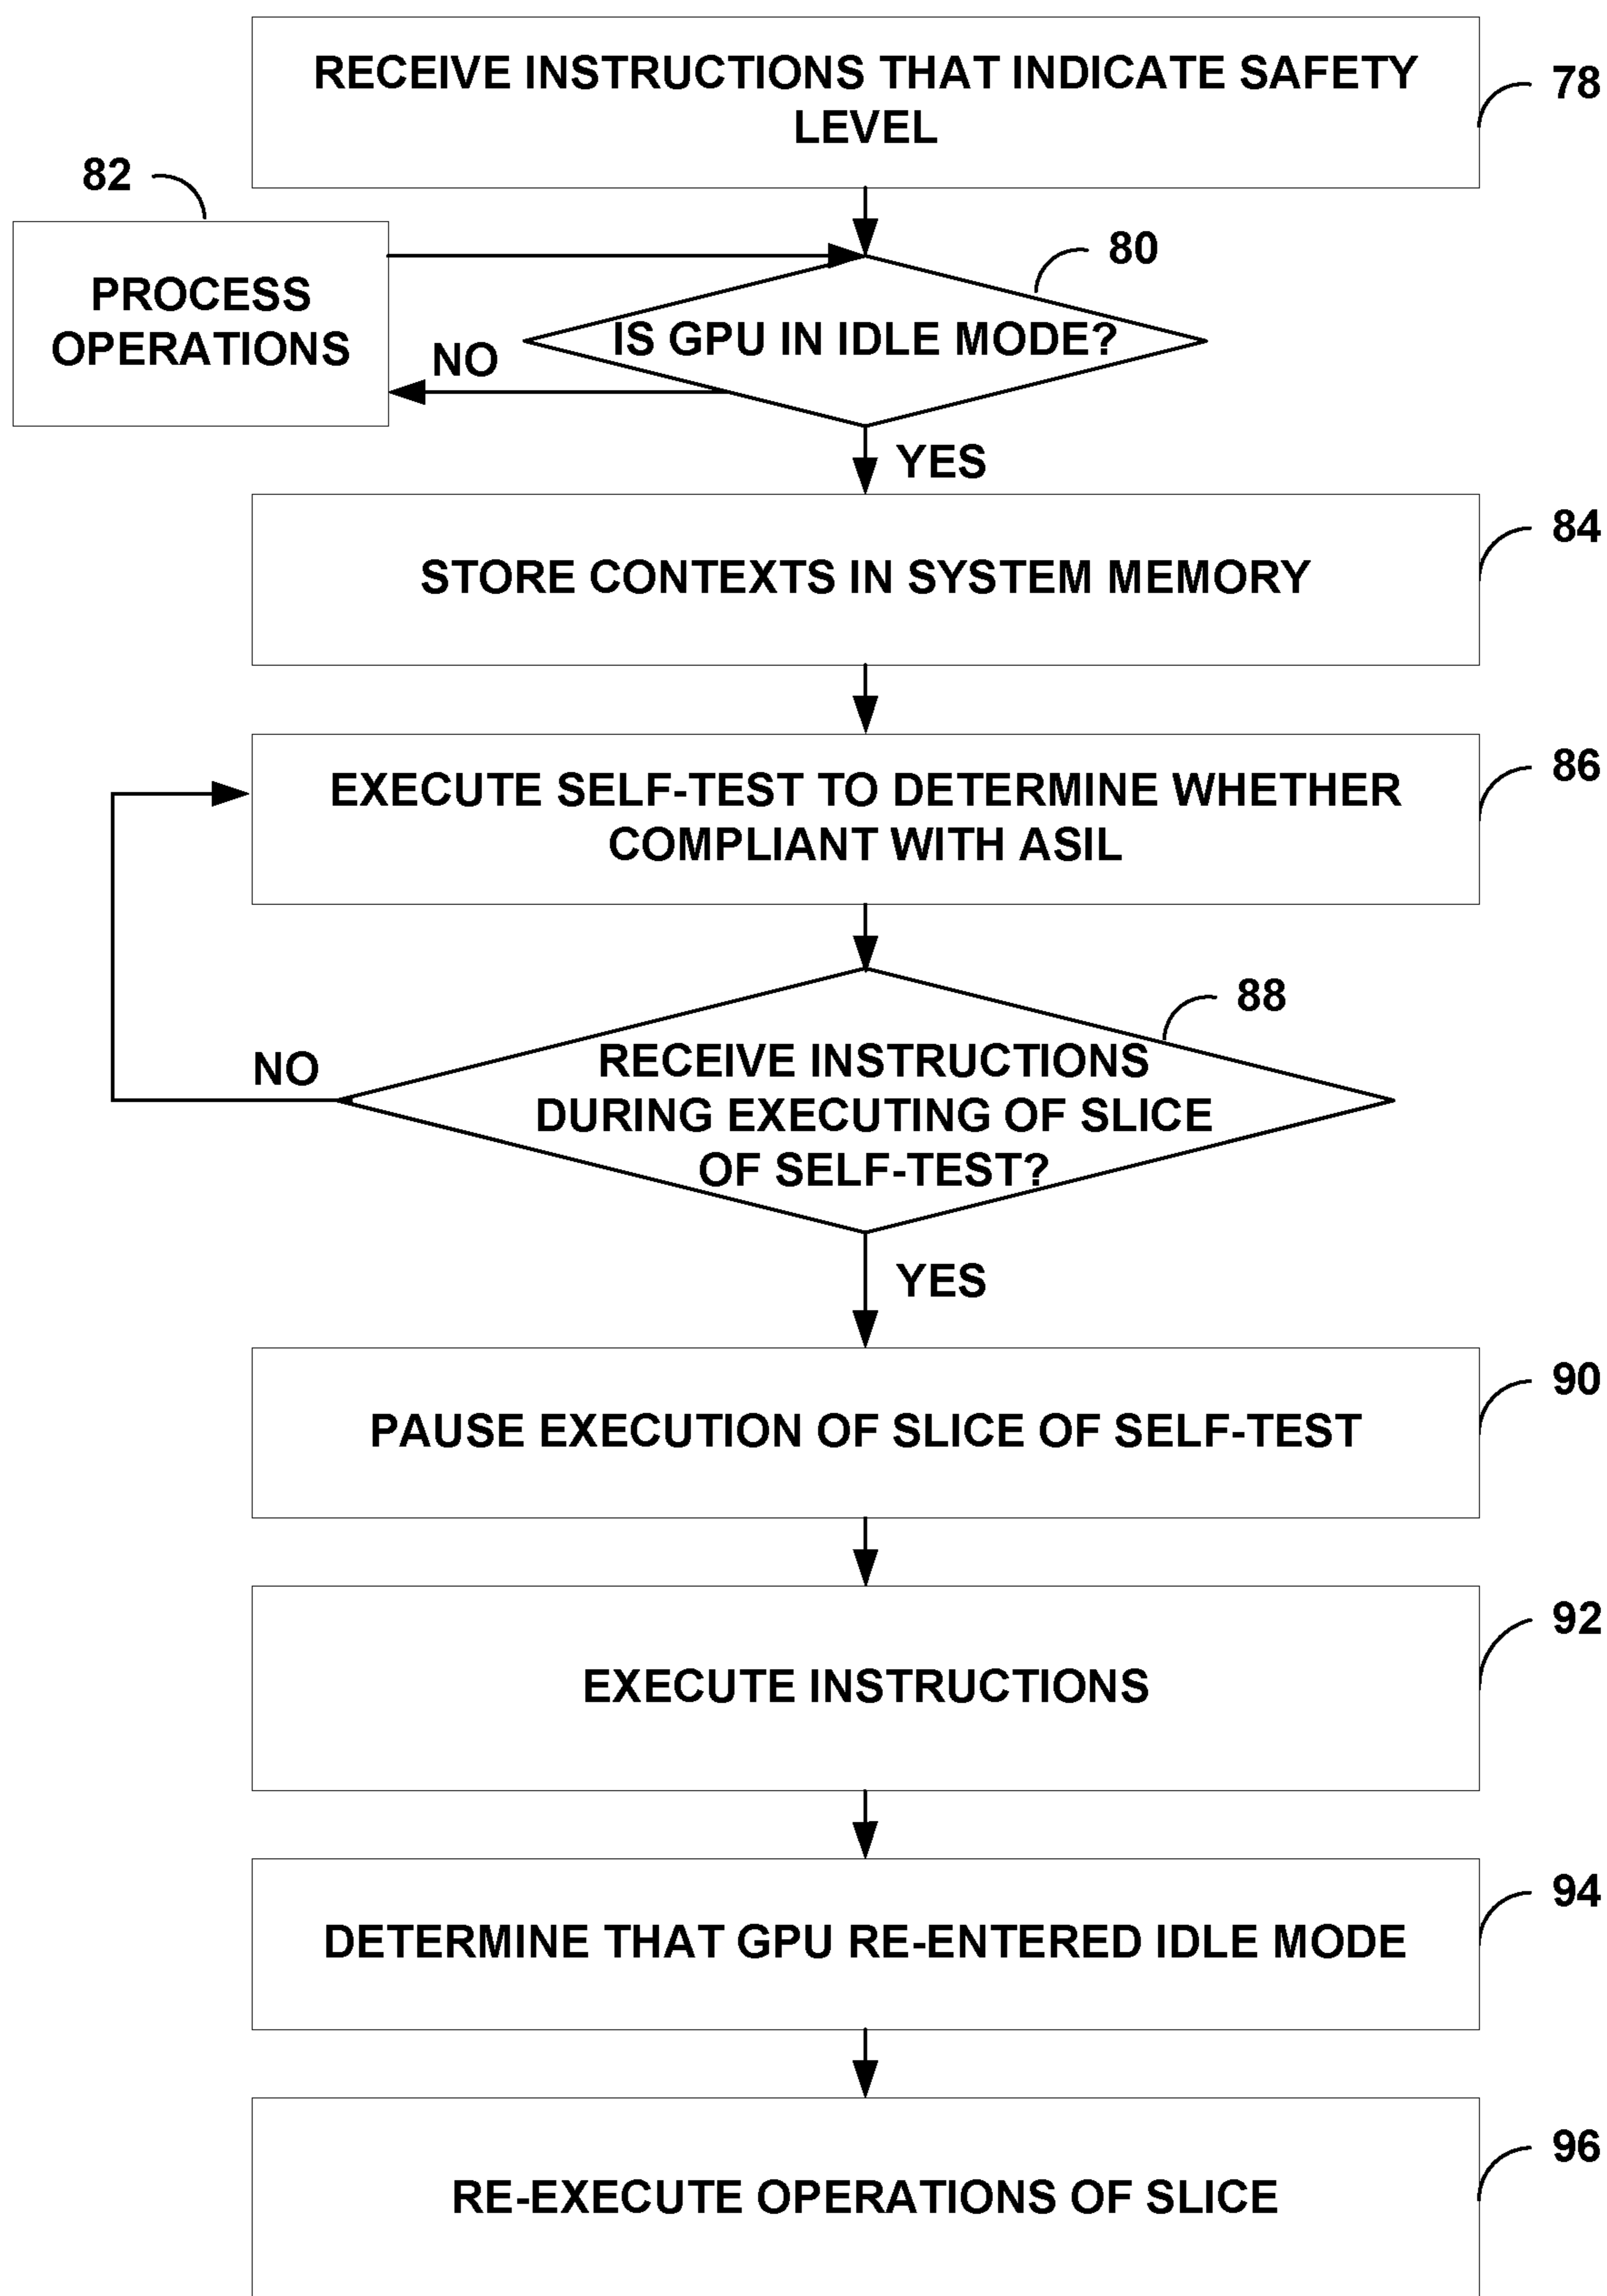 RECEIVE INSTRUCTIONS THAT INDICATE SAFETY
LEVEL
78
82
PROCESS
OPERATIONS
80
IS GPU IN IDLE MODE?
NO
YES
STORE CONTEXTS IN SYSTEM MEMORY
84
EXECUTE SELF-TEST TO DETERMINE WHETHER
COMPLIANT WITH ASIL
86
88
RECEIVE INSTRUCTIONS
DURING EXECUTING OF SLICE
OF SELF-TEST?
NO
YES
PAUSE EXECUTION OF SLICE OF SELF-TEST
90
EXECUTE INSTRUCTIONS
92
DETERMINE THAT GPU RE-ENTERED IDLE MODE
94
RE-EXECUTE OPERATIONS OF SLICE
96